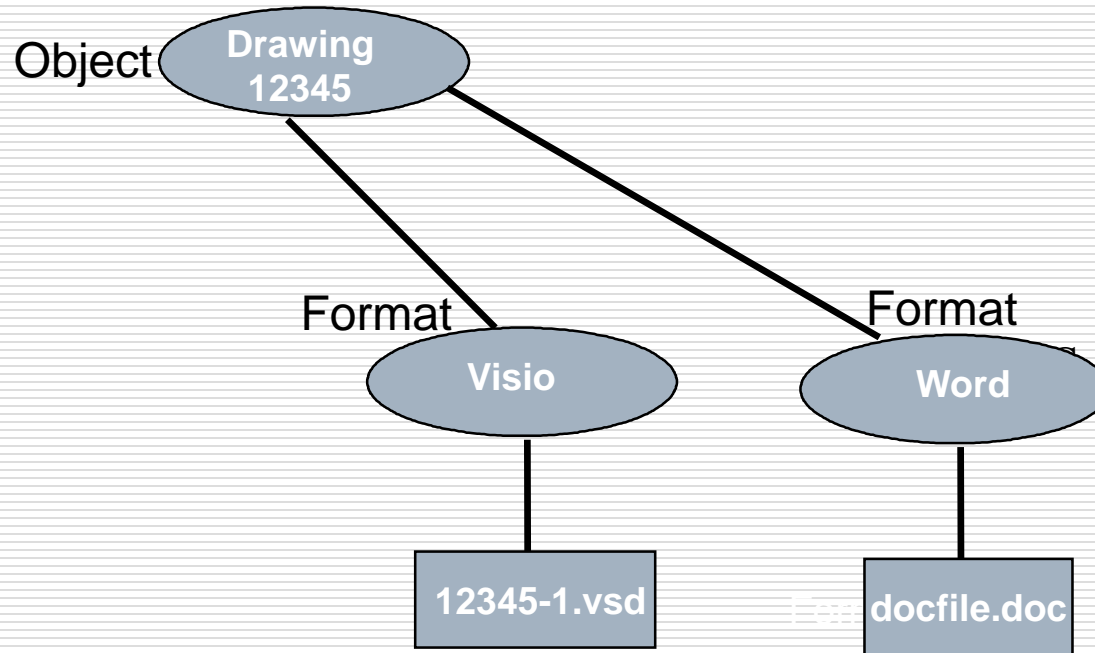 Object
Drawing
12345
Format
Format
Visio
Word
12345-1.vsd
docfile.doc